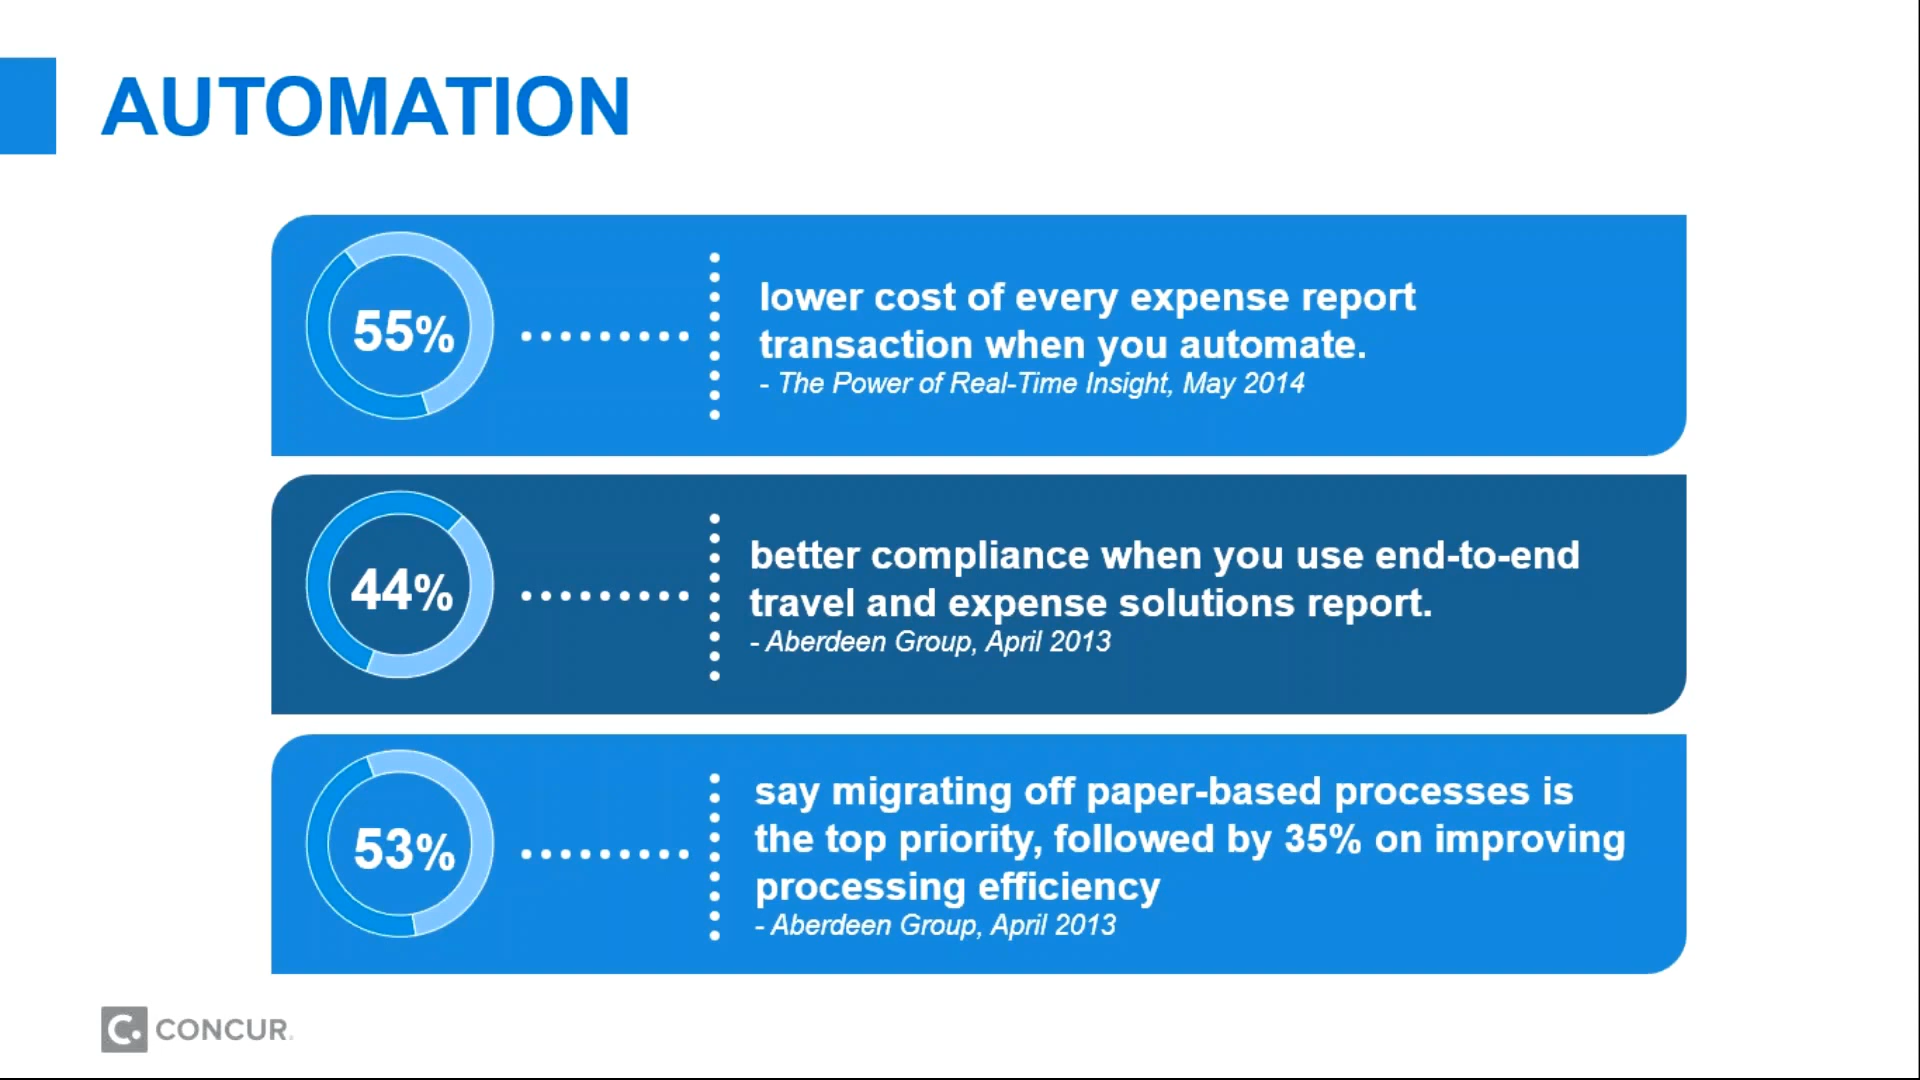 AUTOMATION
55%
lower cost of every expense report
transaction when you automate.
- The Power of Real-Time Insight, May 2014
44%
better compliance when you use end-to-end
travel and expense solutions report.
- Aberdeen Group, April 2013
53%
say migrating off paper-based processes is
the top priority, followed by 35% on improving
processing efficiency
- Aberdeen Group, April 2013
C. CONCUR.